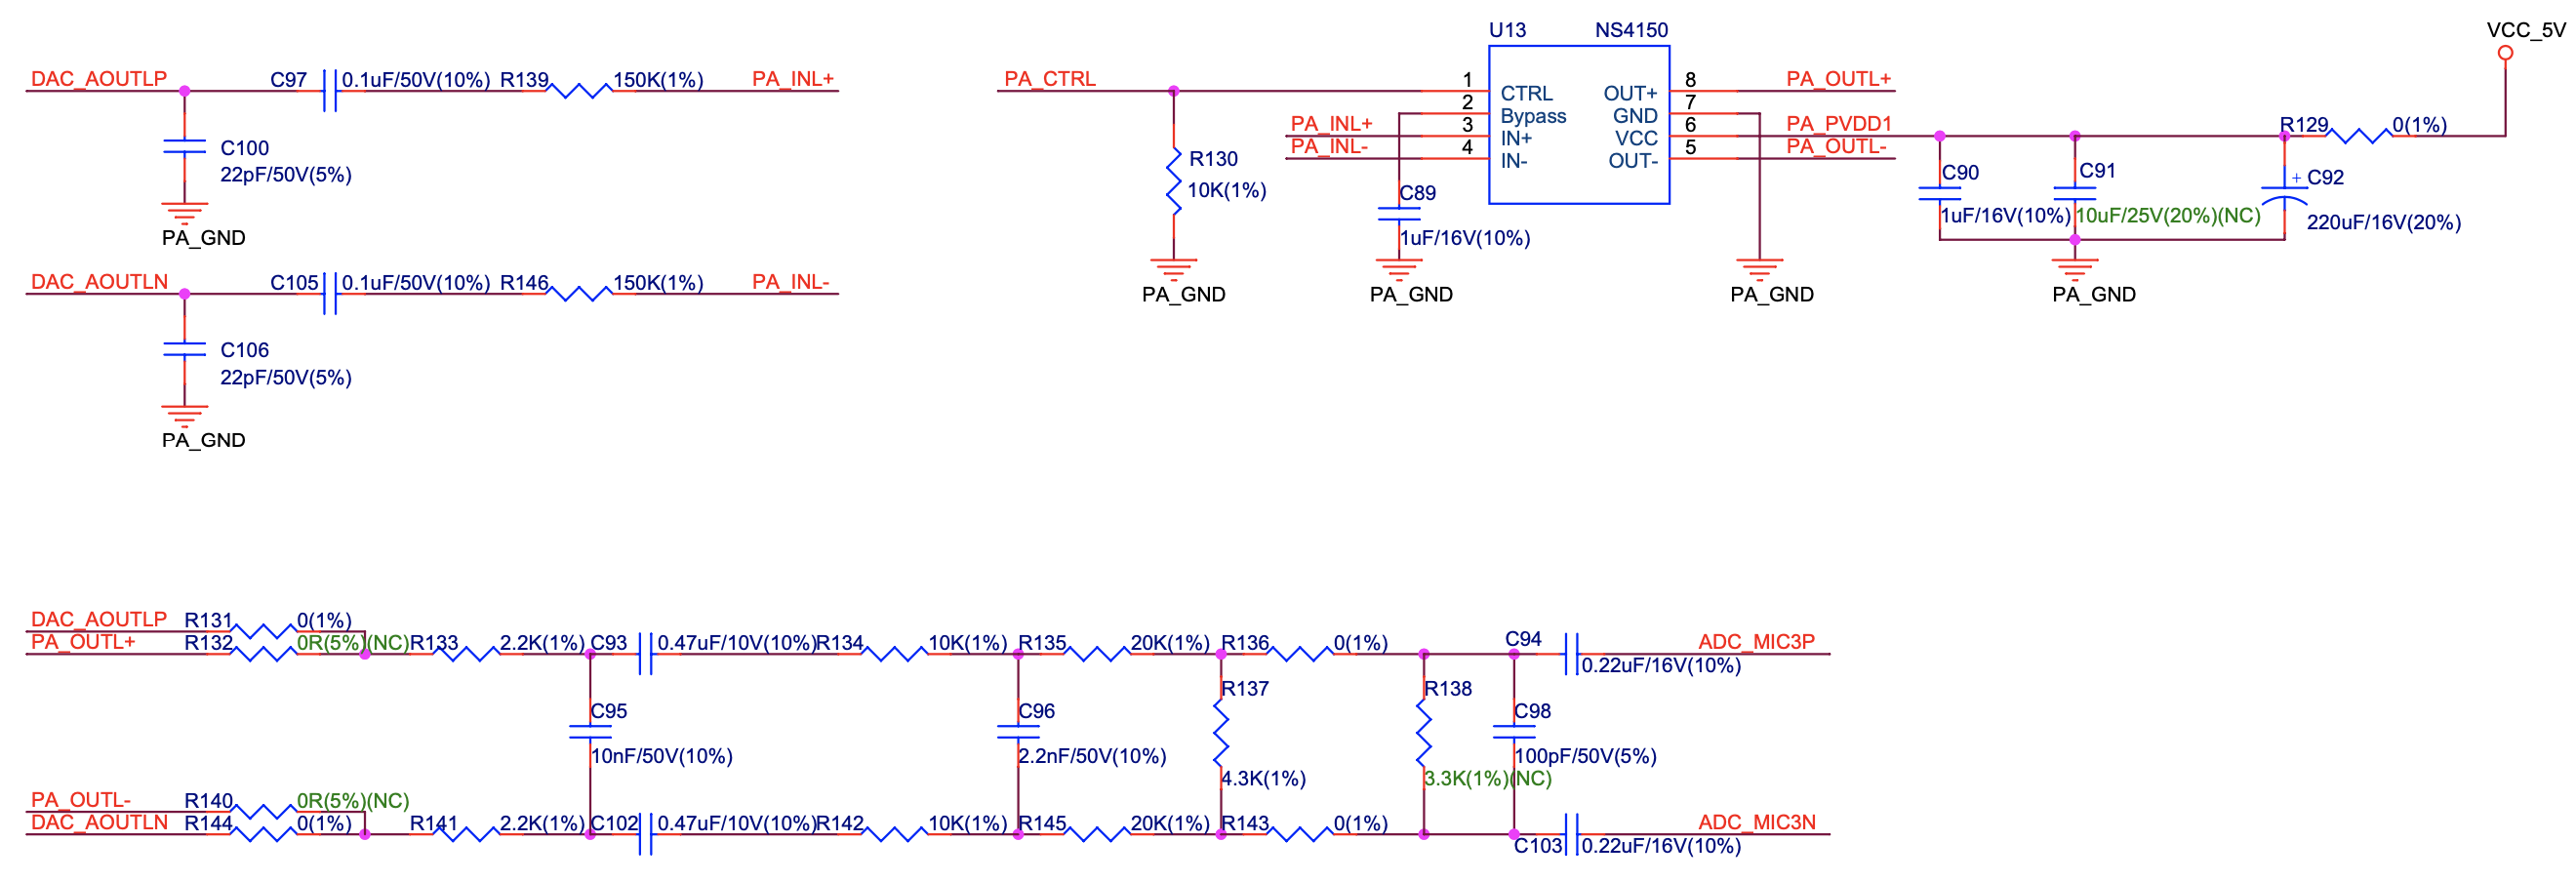 DAC_AOUTLP
C97
0.1uF/50V(10%)
R139
150K(1%)
PA_INL+
C100
22pF/50V(5%)
PA_GND
DAC_AOUTLN
C105
0.1uF/50V(10%)
R146
150K(1%)
PA_INL-
C106
22pF/50V(5%)
PA_GND
PA_CTRL
R130
10K(1%)
PA_GND
PA_INL+
PA_INL-
C89
1uF/16V(10%)
PA_GND
U13
NS4150
1
2
3
4
CTRL
Bypass
IN+
IN-
OUT+
GND
VCC
OUT-
8
7
6
5
PA_OUTL+
PA_PVDD1
PA_OUTL-
PA_GND
C90
1uF/16V(10%)
C91
10uF/25V(20%)(NC)
PA_GND
+ C92
220uF/16V(20%)
R129
0(1%)
VCC_5V
DAC_AOUTLP
PA_OUTL+
R131
0(1%)
R132
0R(5%)(NC)
R133
2.2K(1%)
C93
0.47uF/10V(10%)
R134
10K(1%)
R135
20K(1%)
R136
0(1%)
C94
0.22uF/16V(10%)
ADC_MIC3P
C95
10nF/50V(10%)
C96
2.2nF/50V(10%)
R137
4.3K(1%)
R138
3.3K(1%)(NC)
C98
100pF/50V(5%)
PA_OUTL-
DAC_AOUTLN
R140
0R(5%)(NC)
R144
0(1%)
R141
2.2K(1%)
C102
0.47uF/10V(10%)
R142
10K(1%)
R145
20K(1%)
R143
0(1%)
C103
0.22uF/16V(10%)
ADC_MIC3N